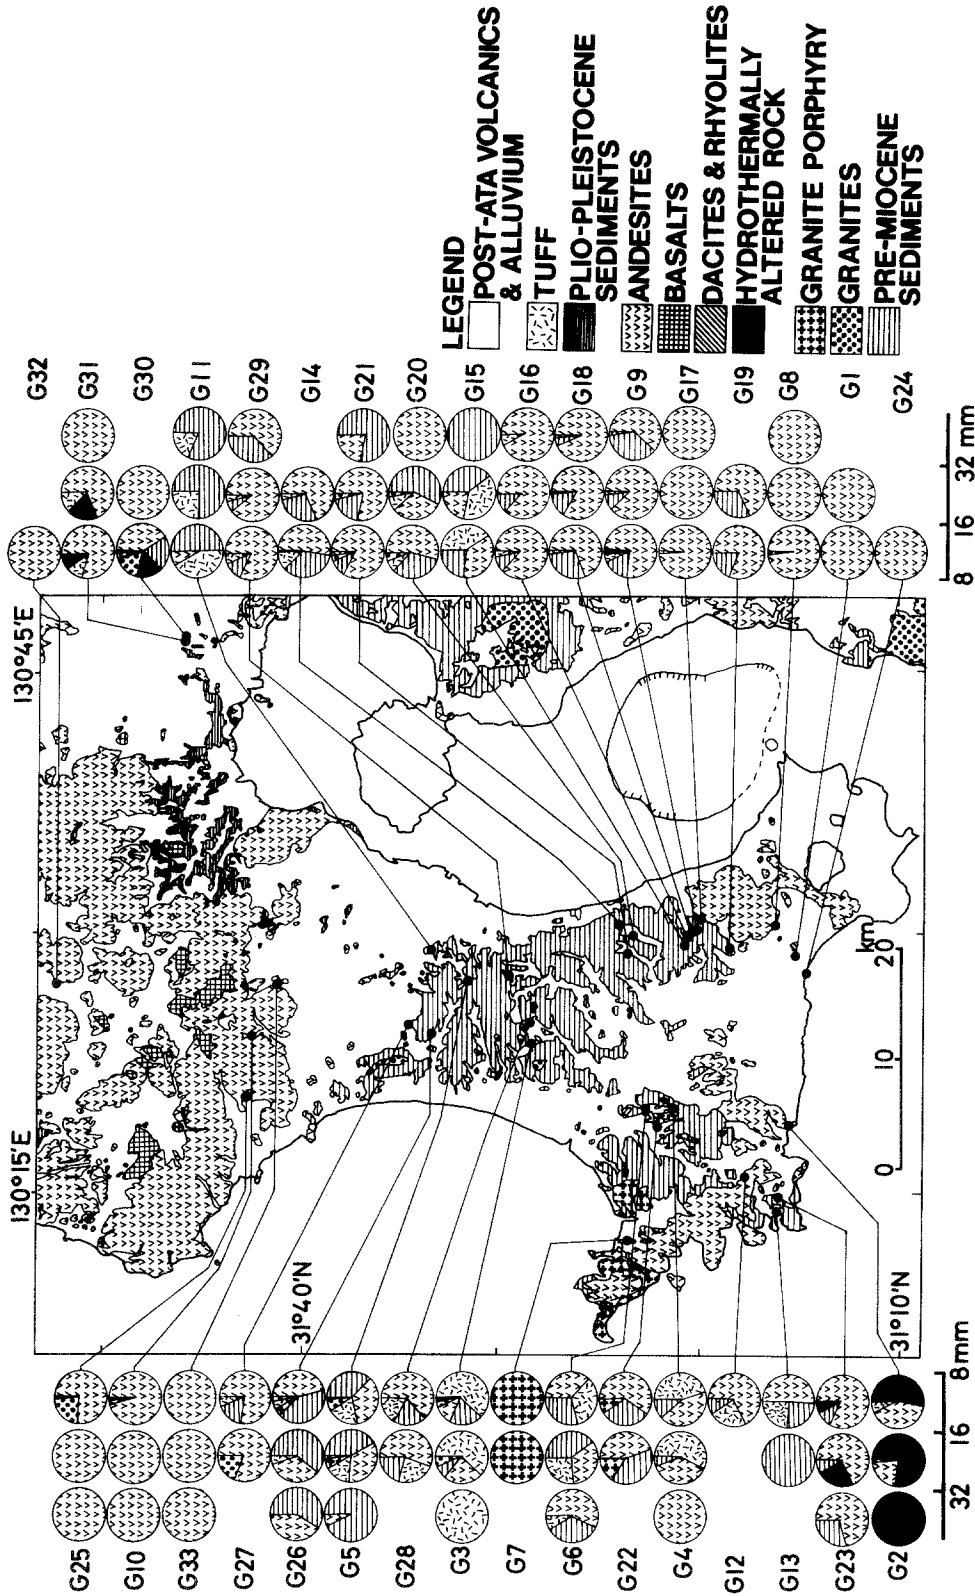 G25
G10
G33
G27
G26
G5
G28
G3
G7
G6
G22
G4
G12
G13
G23
G2
32
16
8mm
130°15'E
130°45'E
31°40'N
31°10'N
0
10
20
km
G32
G31
G30
G11
G29
G14
G21
G20
G15
G16
G18
G9
G17
G19
G8
G1
G24
8
16
32 mm
LEGEND
POST-ATA VOLCANICS
& ALLUVIUM
TUFF
PLIO-PLEISTOCENE
SEDIMENTS
ANDESITES
BASALTS
DACITES & RHYOLITES
HYDROTHERMALLY
ALTERED ROCK
GRANITE PORPHYRY
GRANITES
PRE-MIOCENE
SEDIMENTS